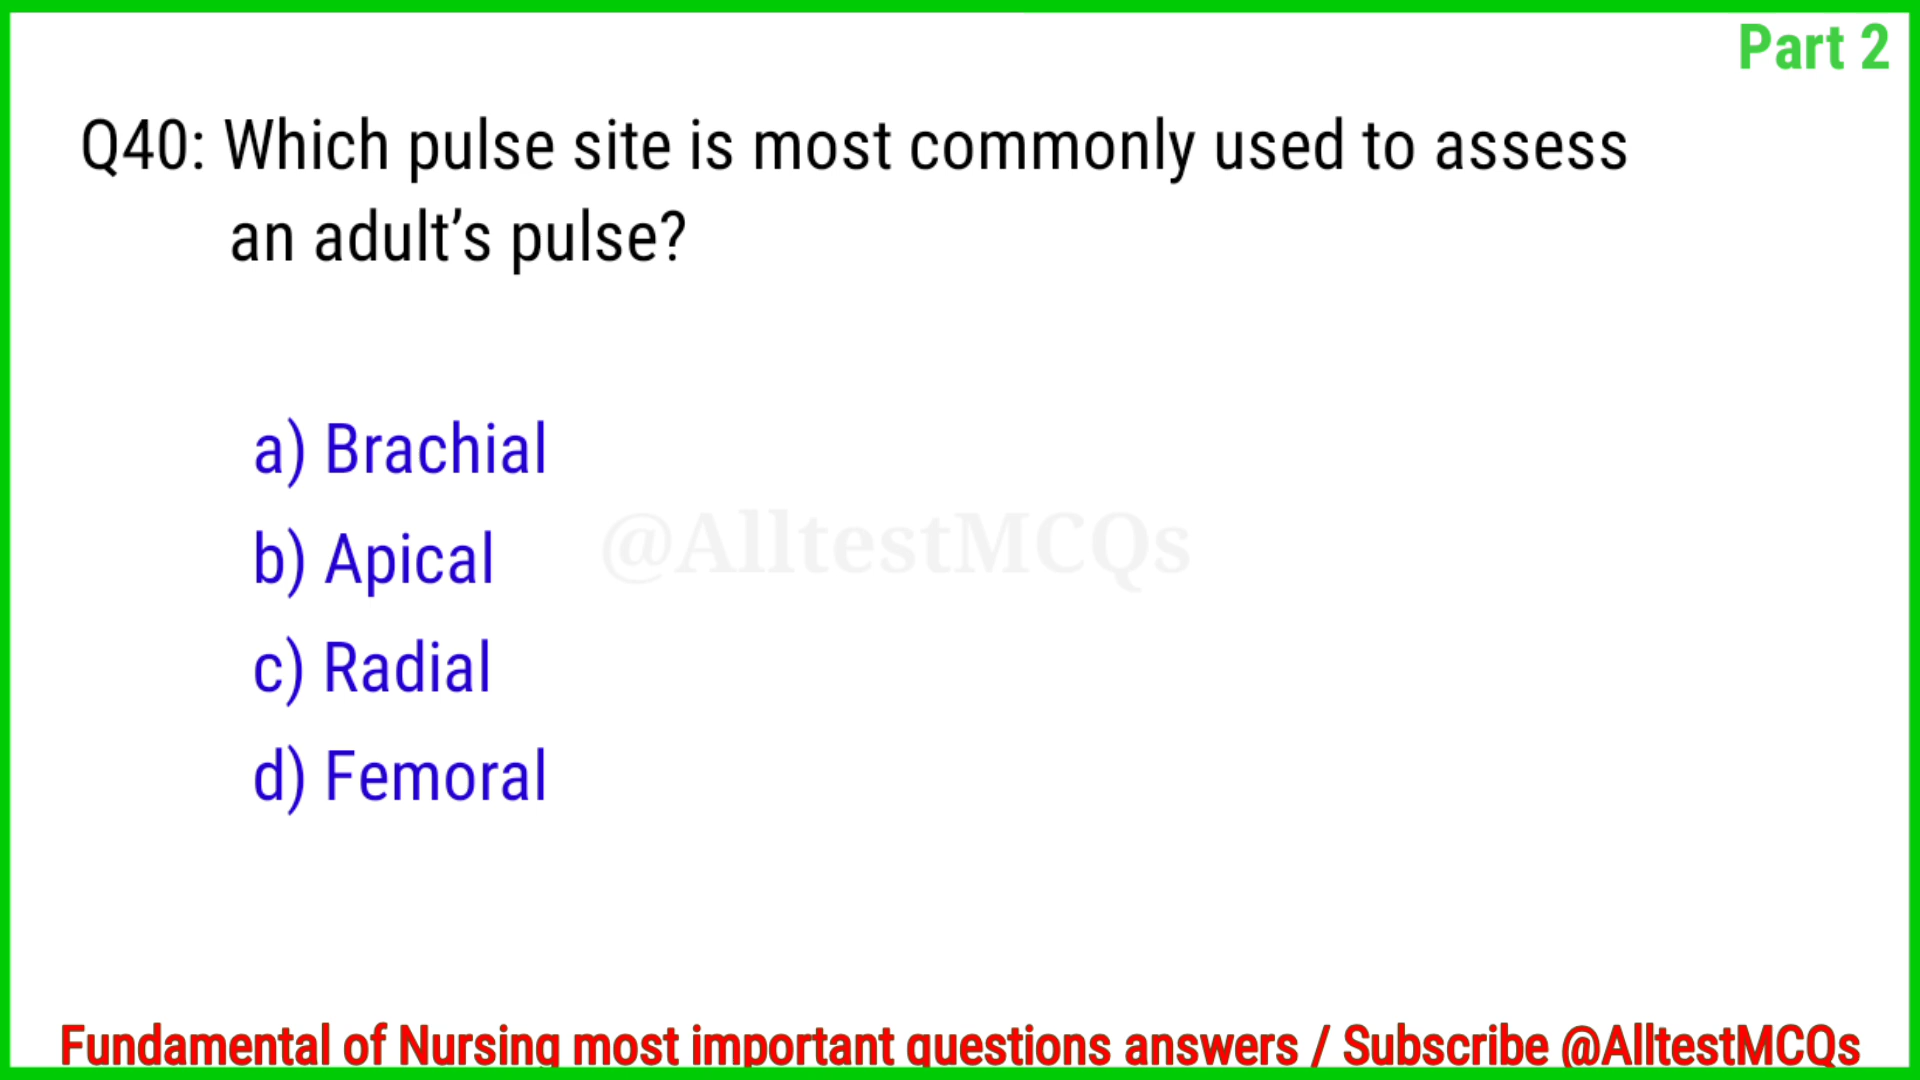 Part 2
Q40: Which pulse site is most commonly used to assess
an adult’s pulse?
a) Brachial
@AlltestMCQs
b) Apical
c) Radial
d) Femoral
Fundamental of Nursing most important questions answers / Subscribe @AlltestMCQs